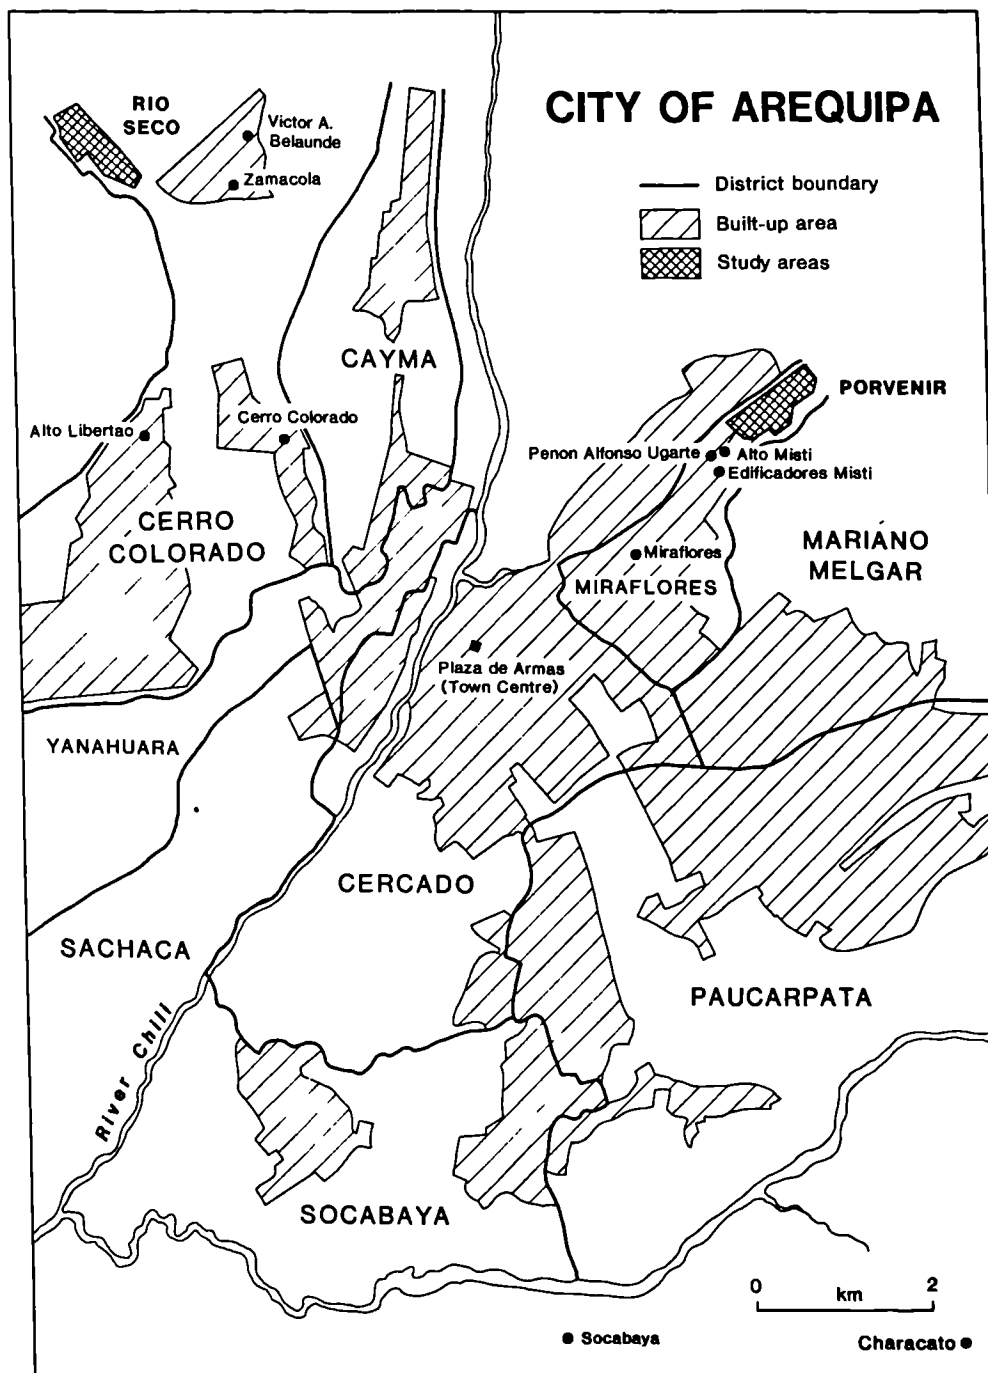 CITY OF AREQUIPA
District boundary
Built-up area
Study areas
RIO
SECO
Victor A.
Belaunde
Zamacola
CAYMA
PORVENIR
Alto Libertao
Cerro Colorado
Penon Alfonso Ugarte
Alto Misti
Edificadores Misti
CERRO
COLORADO
MARIANO
MELGAR
Miraflores
MIRAFLORES
Plaza de Armas
(Town Centre)
YANAHUARA
CERCADO
SACHACA
PAUCARPATA
River Chili
SOCABAYA
0 2
km
Socabaya
Characato